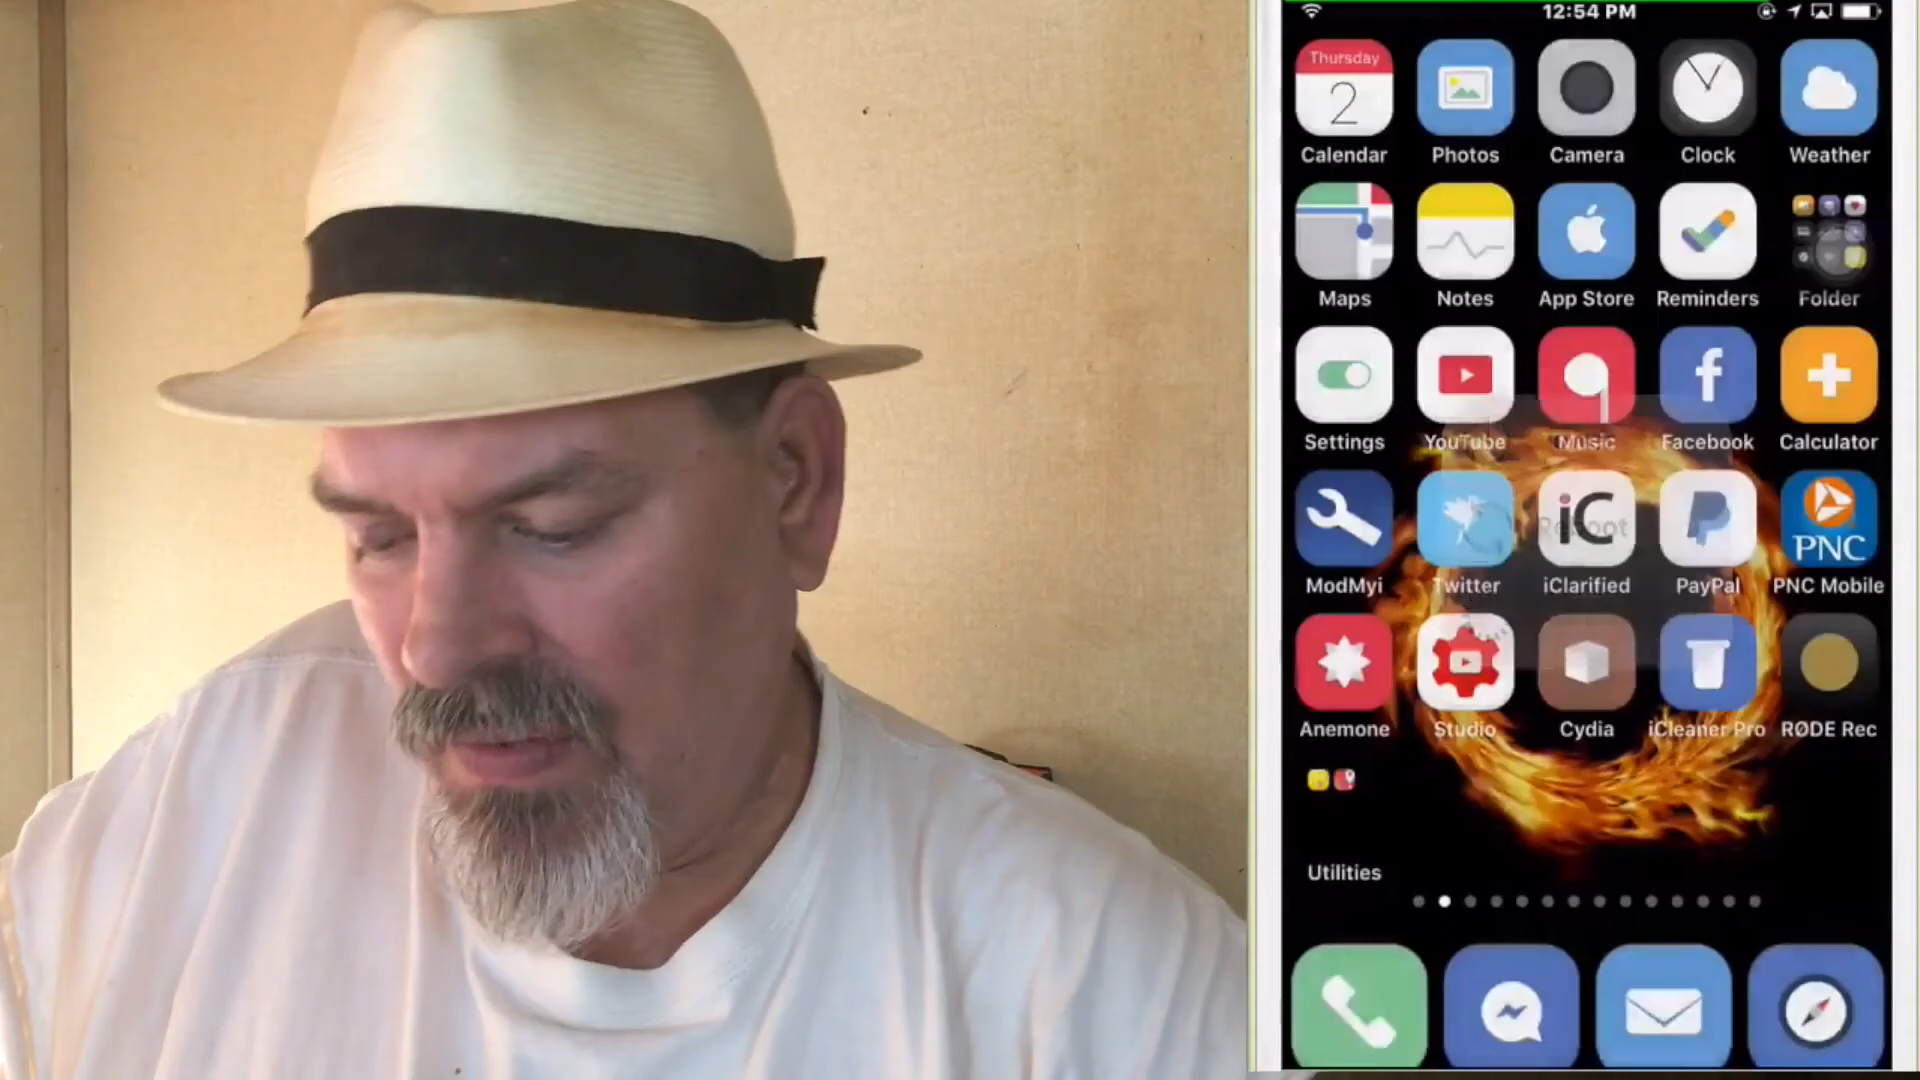 12:54 PM
Thursday
2
Calendar Photos Camera Clock Weather
Maps Notes App Store Reminders Folder
Settings YouTube Music Facebook Calculator
iC Reboot PNC
ModMyi Twitter iClarified PayPal PNC Mobile
Anemone Studio Cydia iCleaner Pro RØDE Rec
Utilities